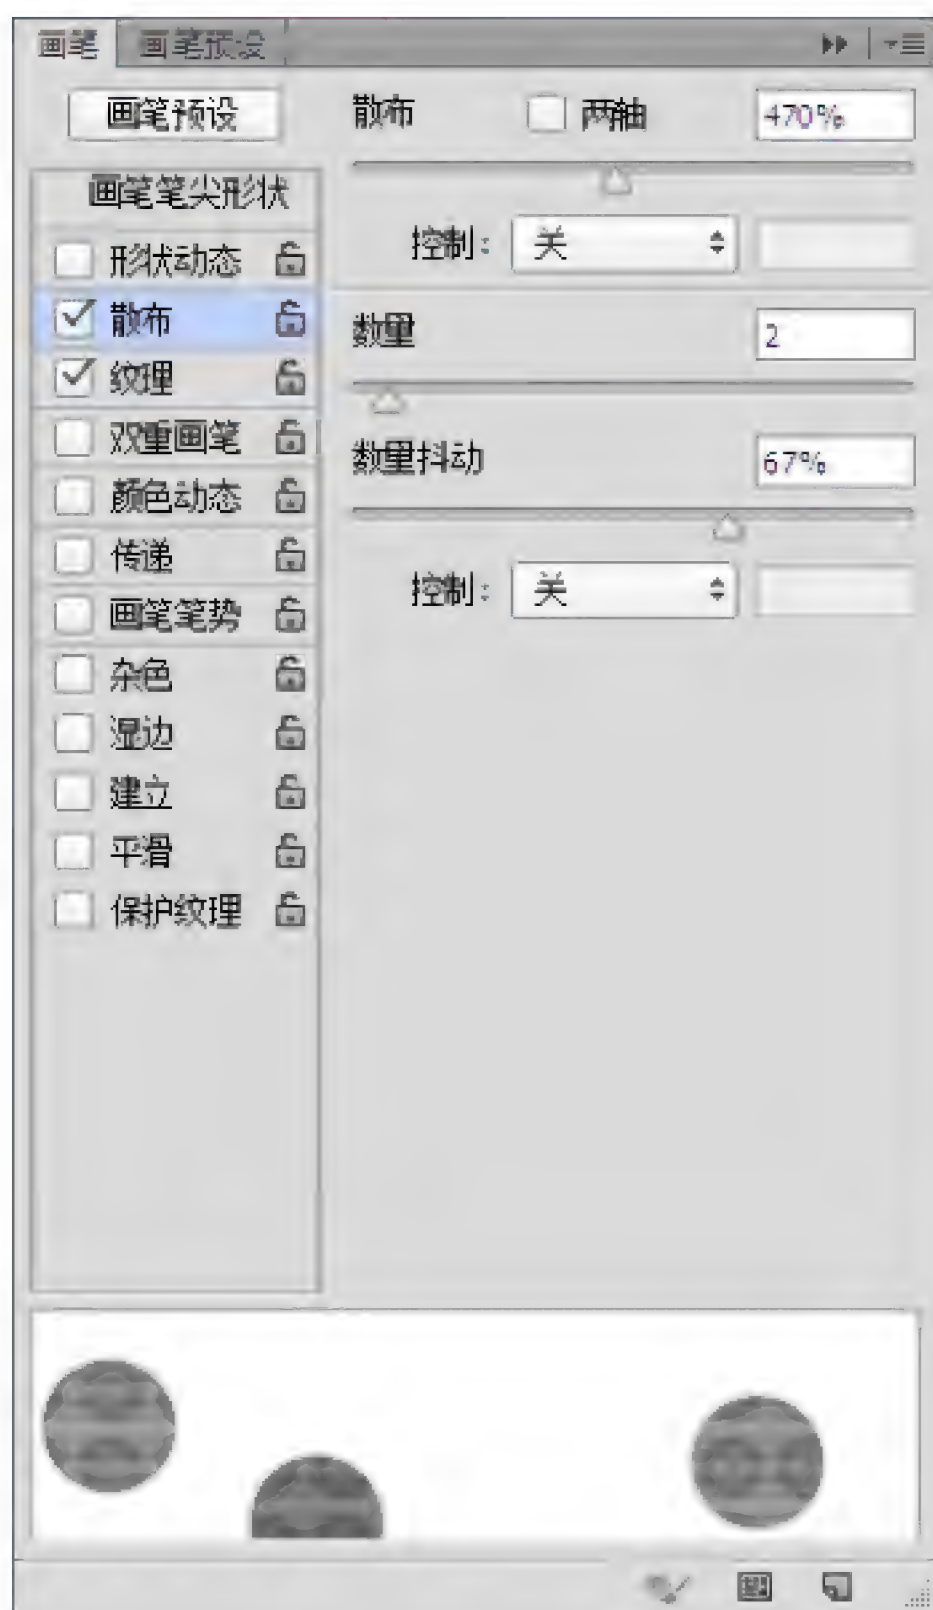 画笔 画笔预设
画笔预设
散布 两轴 470%
画笔笔尖形状
控制: 关
形状动态
散布
数量 2
纹理
双重画笔
数量抖动 67%
颜色动态
传递
控制: 关
画笔笔势
杂色
湿边
建立
平滑
保护纹理